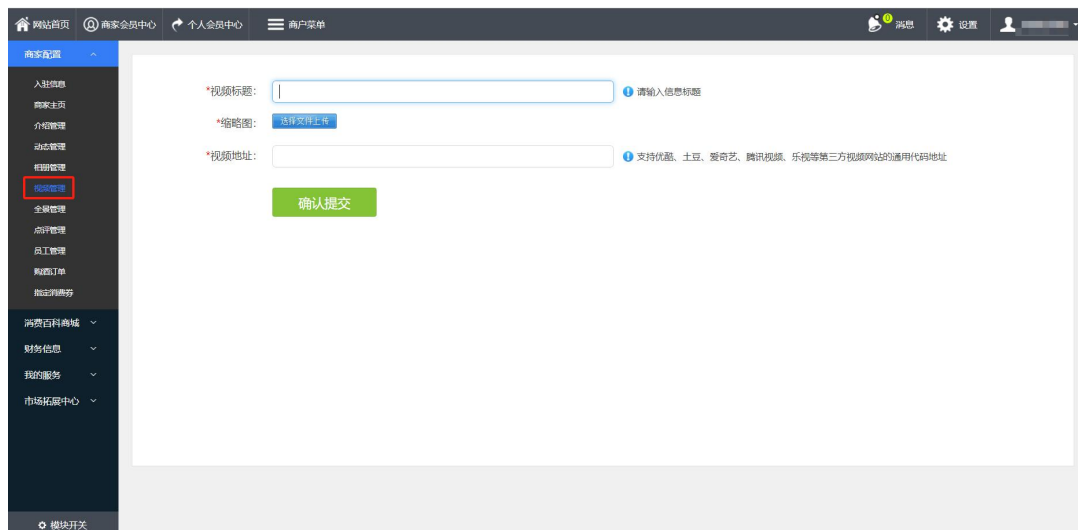 网站首页 商家会员中心 个人会员中心 商户菜单 0 消息 设置
商家配置
入驻信息
商家主页
介绍管理
动态管理
相册管理
视频管理
全景管理
点评管理
员工管理
购酒订单
指定消费券
消费百科商城
财务信息
我的服务
市场拓展中心
模块开关
*视频标题： 请输入信息标题
*缩略图： 选择文件上传
*视频地址： 支持优酷、土豆、爱奇艺、腾讯视频、乐视等第三方视频网站的通用代码地址
确认提交